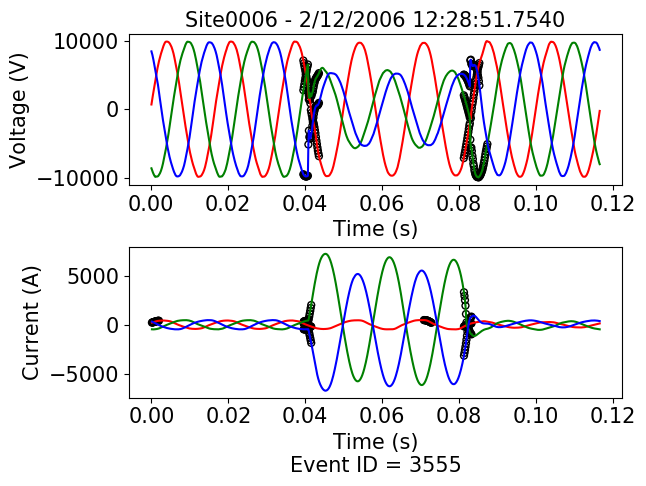 Site0006 - 2/12/2006 12:28:51.7540
Voltage (V)
10000
0
−10000
0.00 0.02 0.04 0.06 0.08 0.10 0.12
Time (s)
Current (A)
5000
0
−5000
0.00 0.02 0.04 0.06 0.08 0.10 0.12
Time (s)
Event ID = 3555